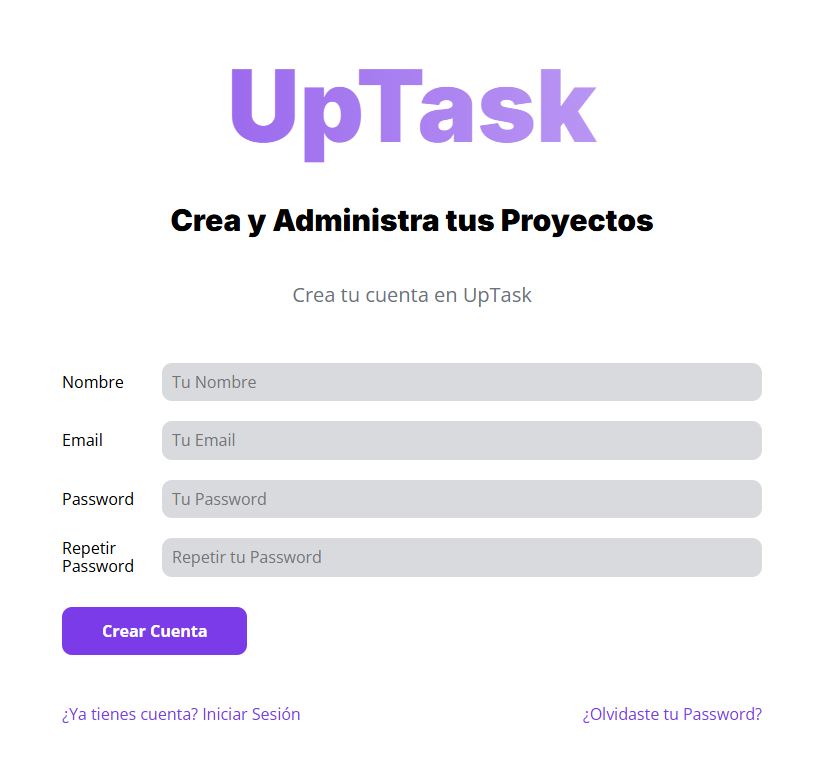 UpTask
Crea y Administra tus Proyectos
Crea tu cuenta en UpTask
Nombre
Tu Nombre
Email
Tu Email
Password
Tu Password
Repetir
Password
Repetir tu Password
Crear Cuenta
¿Ya tienes cuenta? Iniciar Sesión
¿Olvidaste tu Password?